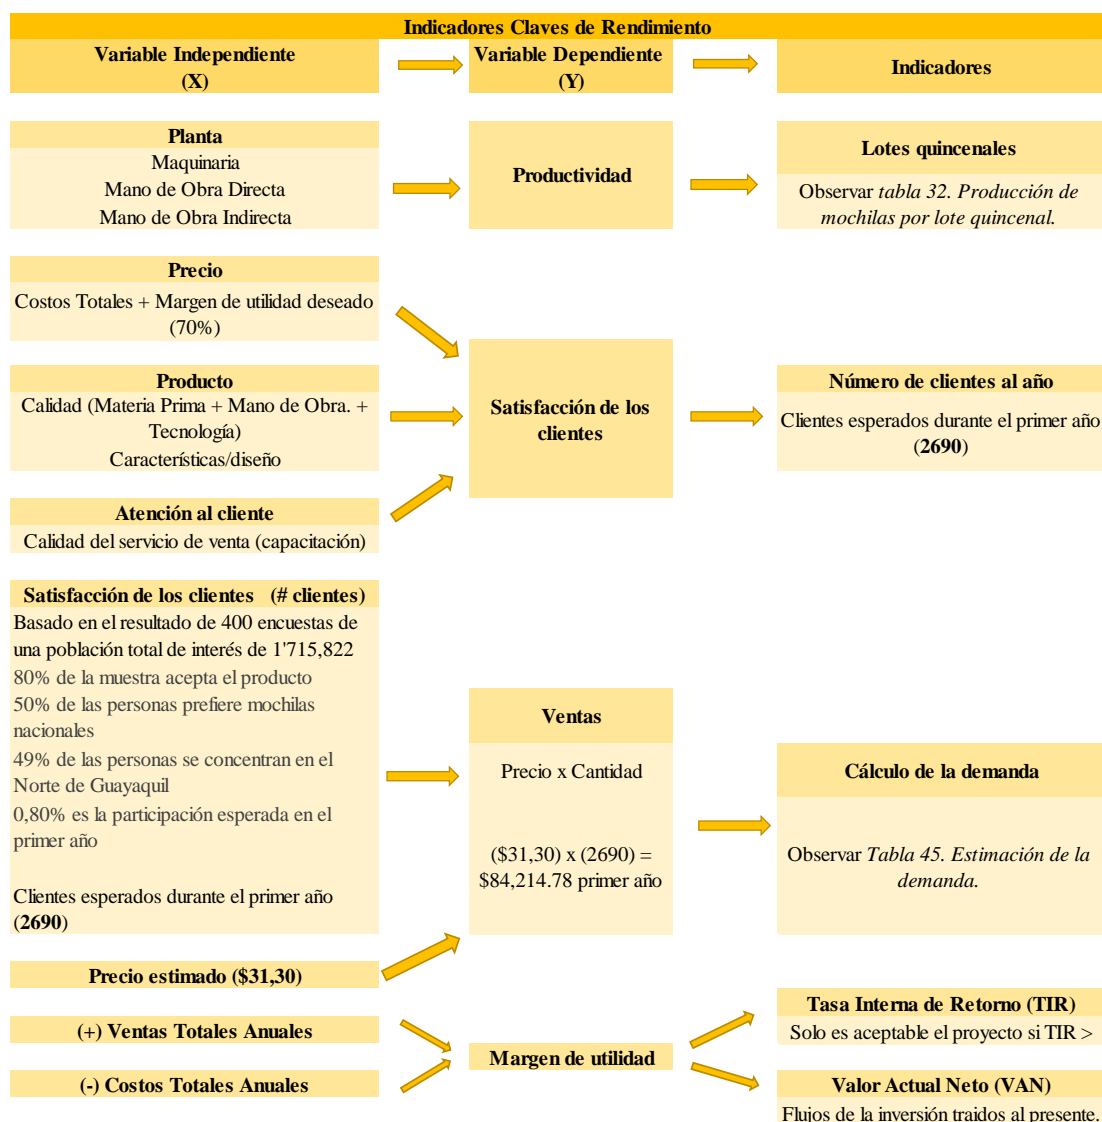 Indicadores Claves de Rendimiento
Variable Independiente
(X)
Variable Dependiente
(Y)
Indicadores
Planta
Maquinaria
Mano de Obra Directa
Mano de Obra Indirecta
Productividad
Lotes quincenales
Observar tabla 32. Producción de
mochilas por lote quincenal.
Precio
Costos Totales + Margen de utilidad deseado
(70%)
Producto
Calidad (Materia Prima + Mano de Obra. +
Tecnología)
Características/diseño
Atención al cliente
Calidad del servicio de venta (capacitación)
Satisfacción de los
clientes
Número de clientes al año
Clientes esperados durante el primer año
(2690)
Satisfacción de los clientes (# clientes)
Basado en el resultado de 400 encuestas de
una población total de interés de 1'715,822
80% de la muestra acepta el producto
50% de las personas prefiere mochilas
nacionales
49% de las personas se concentran en el
Norte de Guayaquil
0,80% es la participación esperada en el
primer año
Clientes esperados durante el primer año
(2690)
Precio estimado ($31,30)
Ventas
Precio x Cantidad
($31,30) x (2690) =
$84,214.78 primer año
Cálculo de la demanda
Observar Tabla 45. Estimación de la
demanda.
(+) Ventas Totales Anuales
(-) Costos Totales Anuales
Margen de utilidad
Tasa Interna de Retorno (TIR)
Solo es aceptable el proyecto si TIR >
Valor Actual Neto (VAN)
Flujos de la inversión traidos al presente.